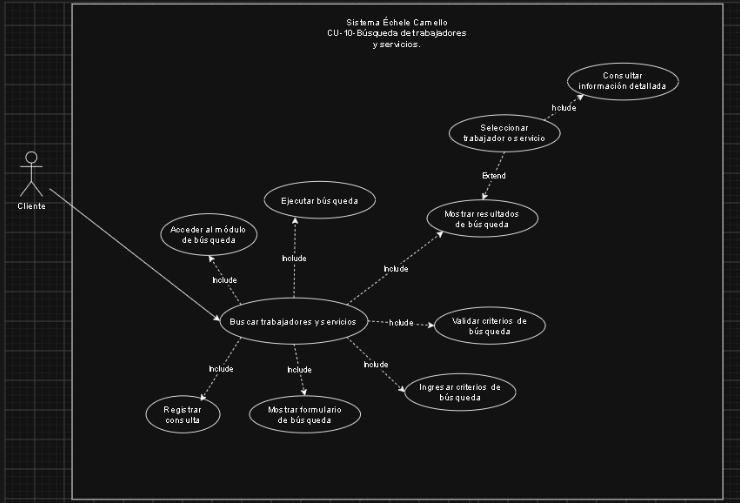 Sistema Échele Camello
CU-10-Búsqueda de trabajadores
y servicios.
Consultar
información detallada
Include
Seleccionar
trabajador o servicio
Extend
Cliente
Ejecutar búsqueda
Mostrar resultados
de búsqueda
Acceder al módulo
de búsqueda
Include
Include
Include
Buscar trabajadores y servicios
Include
Validar criterios de
búsqueda
Include
Include
Include
Ingresar criterios de
búsqueda
Registrar
consulta
Mostrar formulario
de búsqueda